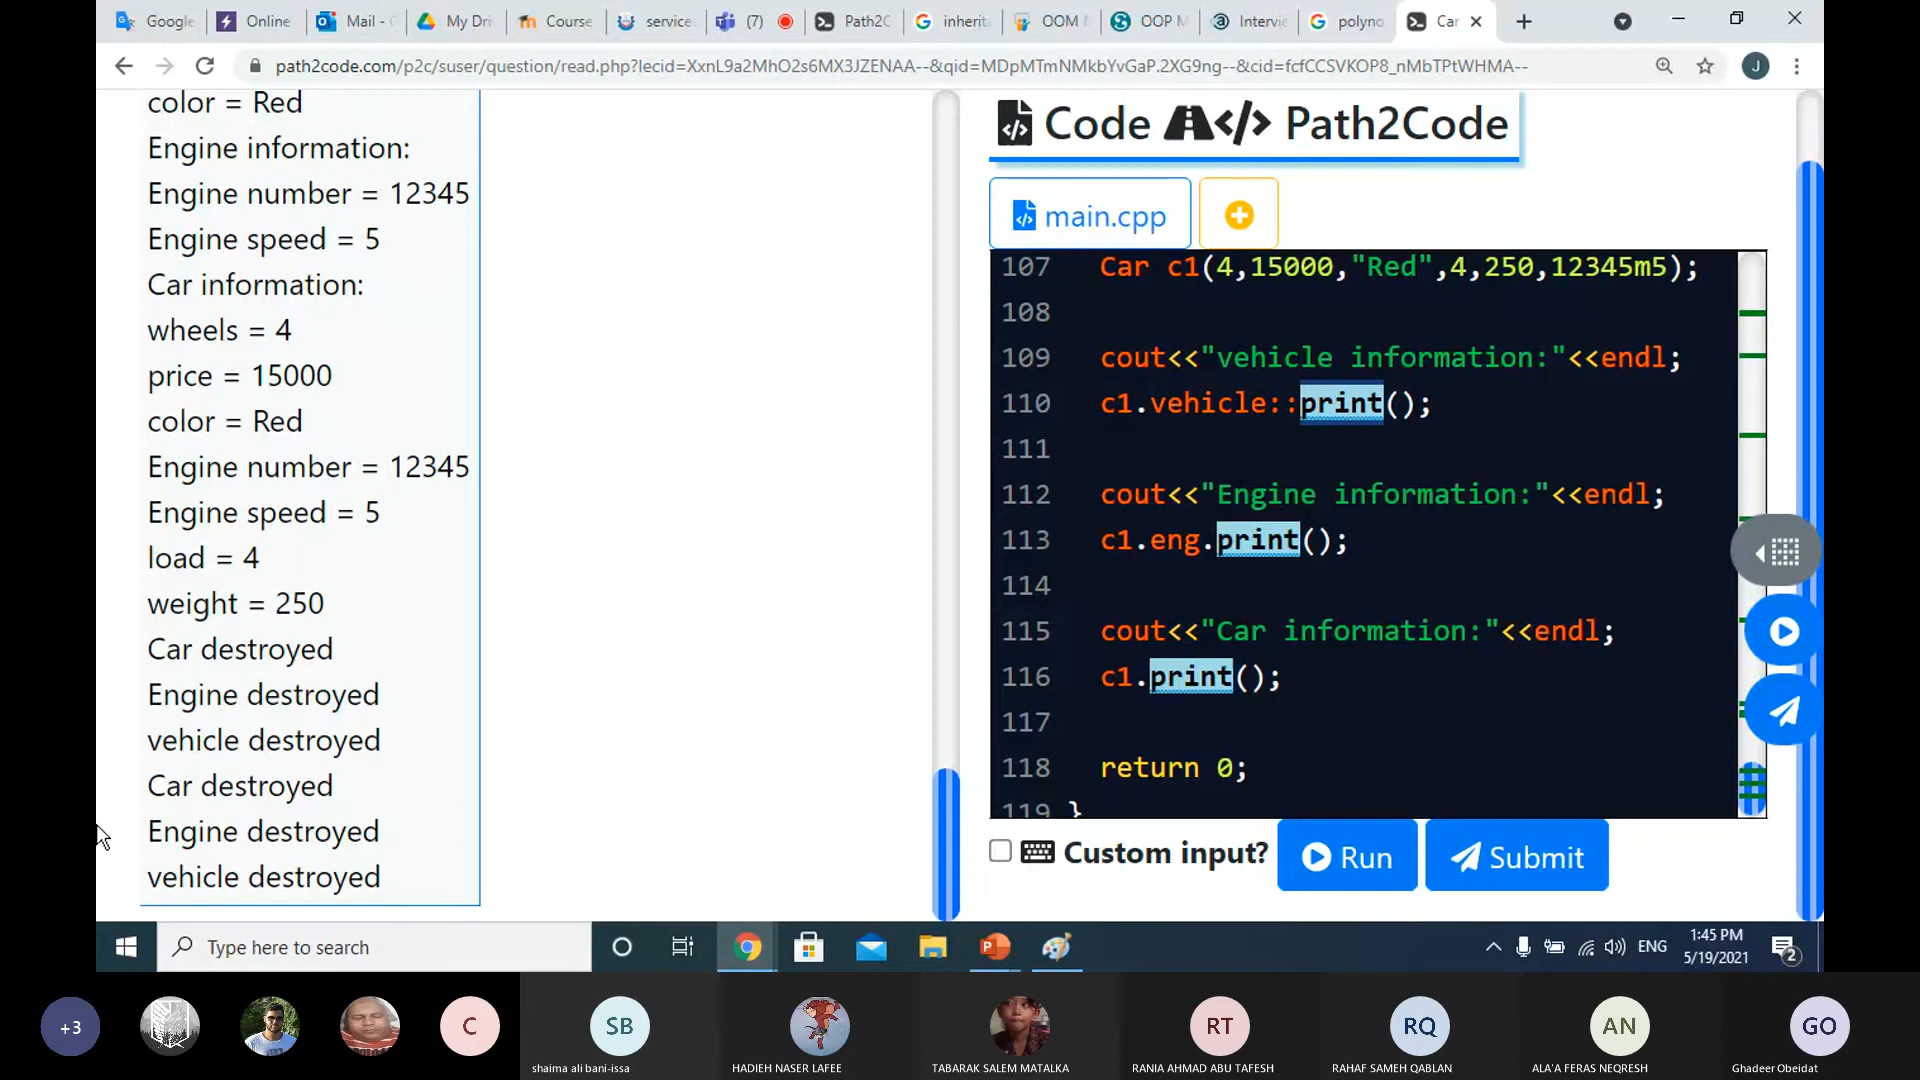 Google
Online
Mail -
My Dri
Course
service
(7)
Path2C
inherita
OOM
OOP M
Intervie
polyno
Car
path2code.com/p2c/suser/question/read.php?lecid=XxnL9a2MhO2s6MX3JZENAA--&qid=MDpMTmNMkbYvGaP.2XG9ng--&cid=fcfCCSVKOP8_nMbTPtWHMA--
J
color = Red
Engine information:
Engine number = 12345
Engine speed = 5
Car information:
wheels = 4
price = 15000
color = Red
Engine number = 12345
Engine speed = 5
load = 4
weight = 250
Car destroyed
Engine destroyed
vehicle destroyed
Car destroyed
Engine destroyed
vehicle destroyed
Code Path2Code
main.cpp
107 Car c1(4,15000,"Red",4,250,12345m5);
108
109 cout<<"vehicle information:"<<endl;
110 c1.vehicle::print();
111
112 cout<<"Engine information:"<<endl;
113 c1.eng.print();
114
115 cout<<"Car information:"<<endl;
116 c1.print();
117
118 return 0;
119 }
Custom input?
Run
Submit
Type here to search
ENG
1:45 PM
5/19/2021
2
+3
C
SB
RT
RQ
AN
GO
shaima ali bani-issa
HADIEH NASER LAFEE
TABARAK SALEM MATALKA
RANIA AHMAD ABU TAFESH
RAHAF SAMEH QABLAN
ALA'A FERAS NEQRESH
Ghadeer Obeidat